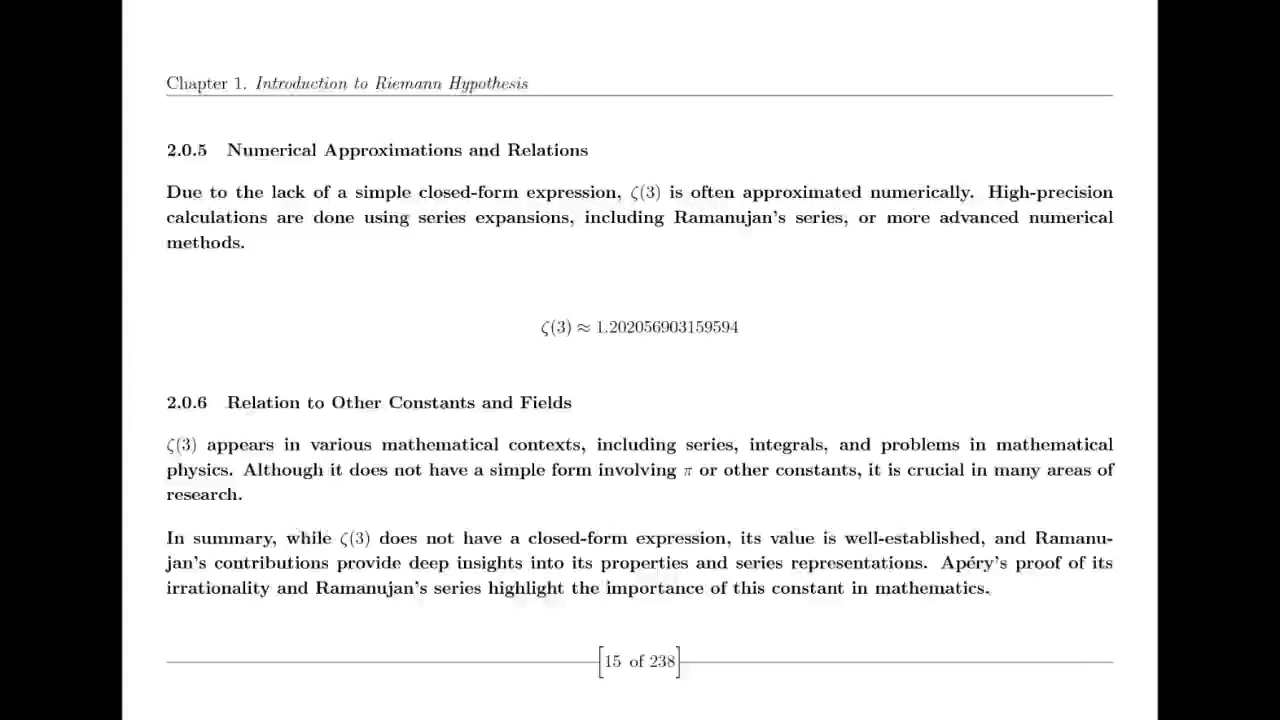 Chapter 1. Introduction to Riemann Hypothesis
2.0.5 Numerical Approximations and Relations
Due to the lack of a simple closed-form expression, ζ(3) is often approximated numerically. High-precision
calculations are done using series expansions, including Ramanujan's series, or more advanced numerical
methods.
ζ(3) ≈ 1.202056903159594
2.0.6 Relation to Other Constants and Fields
ζ(3) appears in various mathematical contexts, including series, integrals, and problems in mathematical
physics. Although it does not have a simple form involving π or other constants, it is crucial in many areas of
research.
In summary, while ζ(3) does not have a closed-form expression, its value is well-established, and Ramanu-
jan's contributions provide deep insights into its properties and series representations. Apéry's proof of its
irrationality and Ramanujan's series highlight the importance of this constant in mathematics.
[15 of 238]